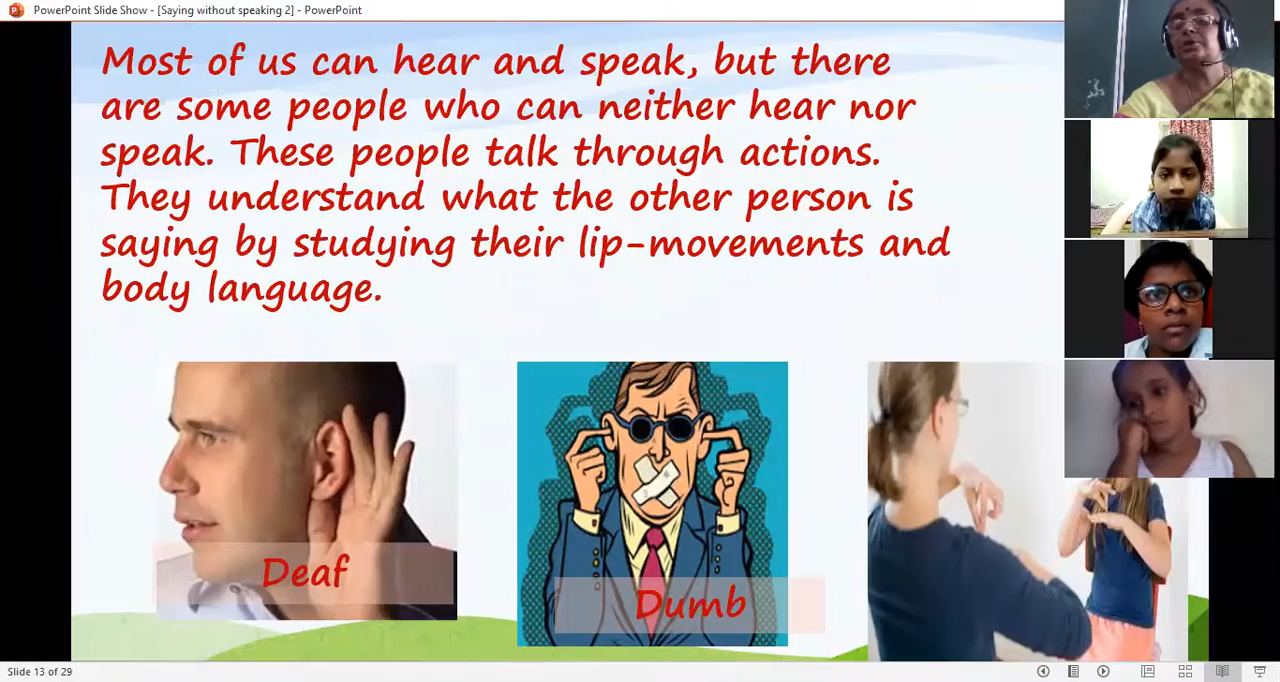 PowerPoint Slide Show - [Saying without speaking 2] - PowerPoint
Most of us can hear and speak, but there
are some people who can neither hear nor
speak. These people talk through actions.
They understand what the other person is
saying by studying their lip-movements and
body language.
Deaf
Dumb
Slide 13 of 29